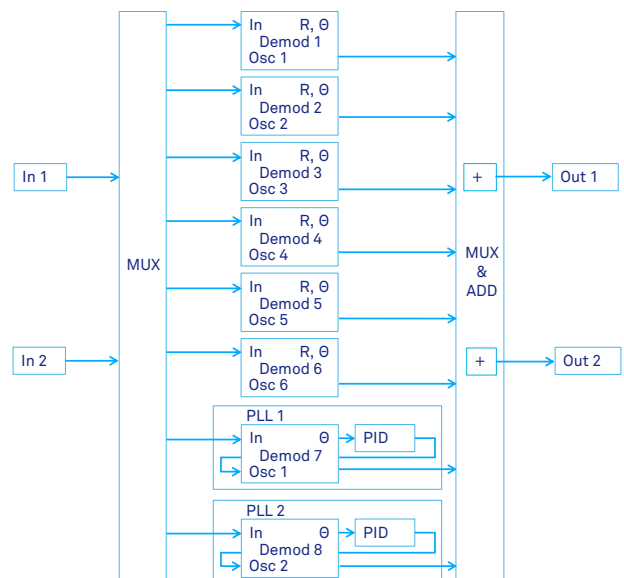 In R, Θ
Demod 1
Osc 1
In R, Θ
Demod 2
Osc 2
In R, Θ
Demod 3
Osc 3
In 1
+
Out 1
In R, Θ
Demod 4
Osc 4
MUX
MUX
&
ADD
In R, Θ
Demod 5
Osc 5
In R, Θ
Demod 6
Osc 6
In 2
+
Out 2
PLL 1
In Θ
PID
Demod 7
Osc 1
PLL 2
In Θ
PID
Demod 8
Osc 2